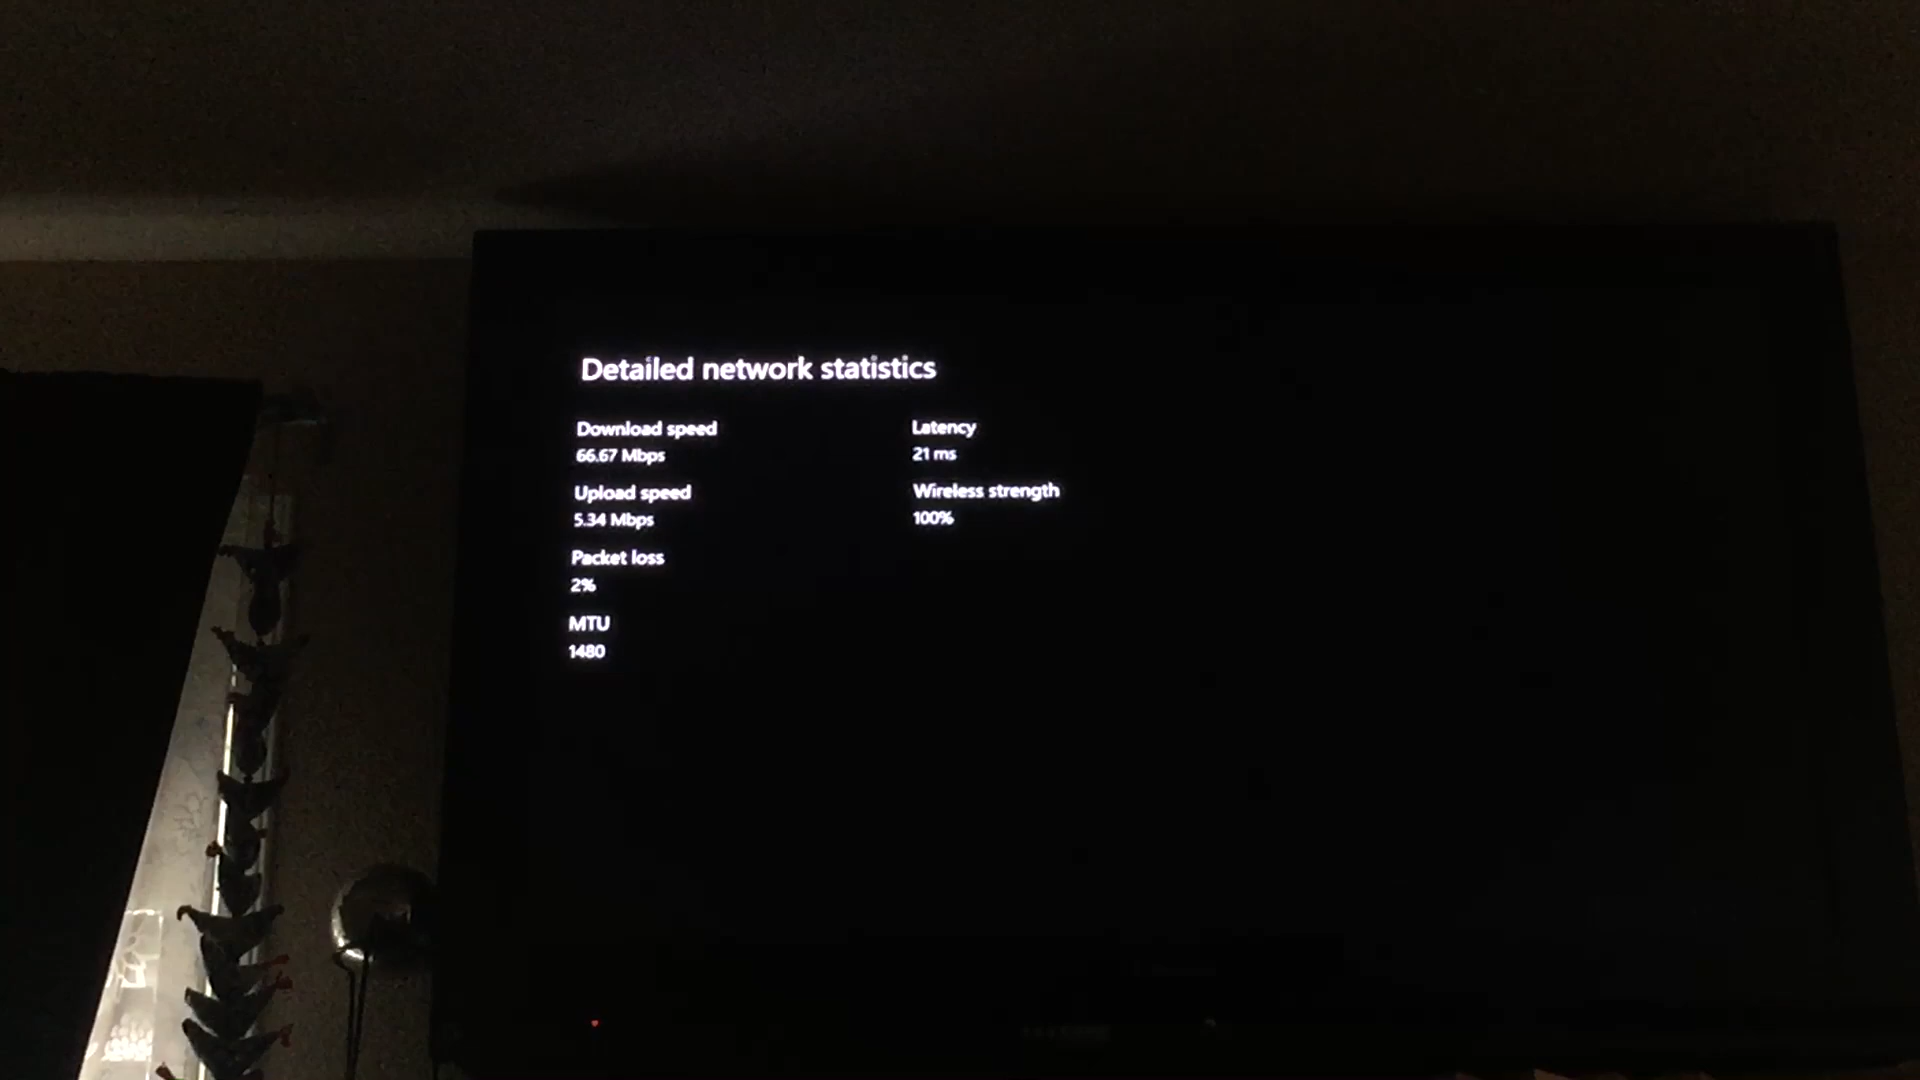 Detailed network statistics
Download speed
66.67 Mbps
Upload speed
5.34 Mbps
Packet loss
2%
MTU
1480
Latency
21 ms
Wireless strength
100%